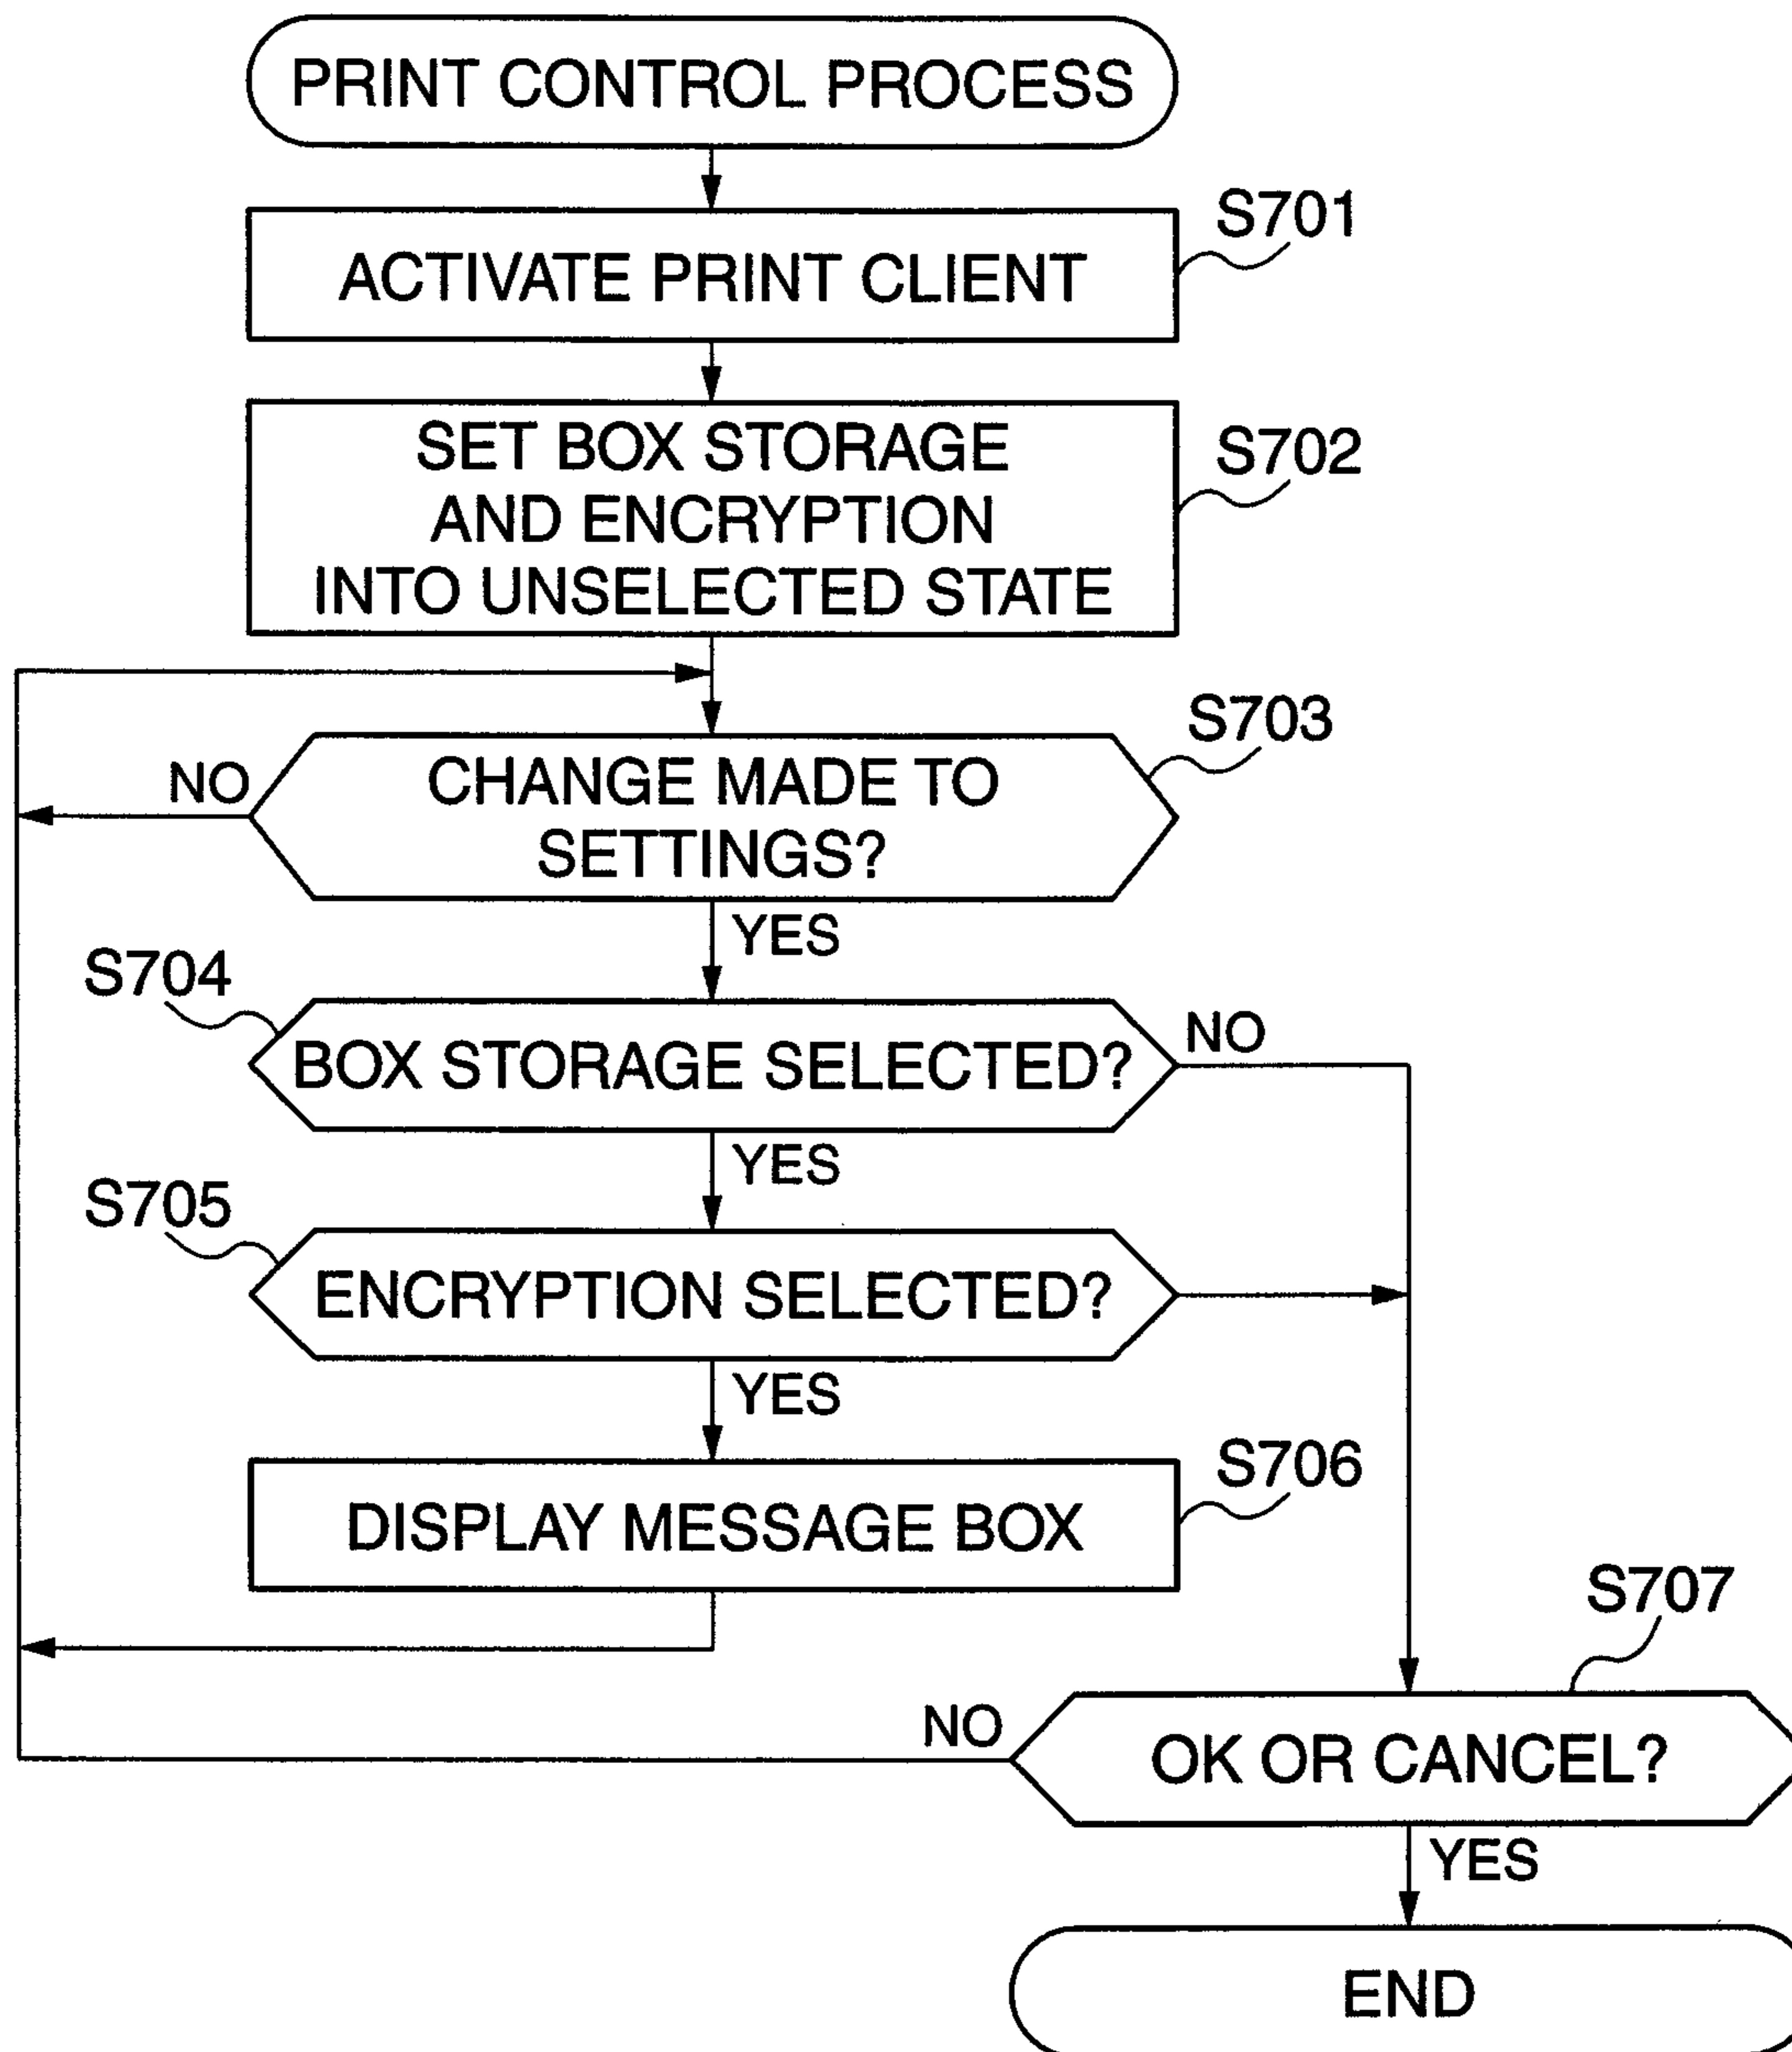 PRINT CONTROL PROCESS
S701
ACTIVATE PRINT CLIENT
S702
SET BOX STORAGE
AND ENCRYPTION
INTO UNSELECTED STATE
S703
NO
CHANGE MADE TO
SETTINGS?
YES
S704
NO
BOX STORAGE SELECTED?
YES
S705
ENCRYPTION SELECTED?
YES
S706
DISPLAY MESSAGE BOX
S707
NO
OK OR CANCEL?
YES
END